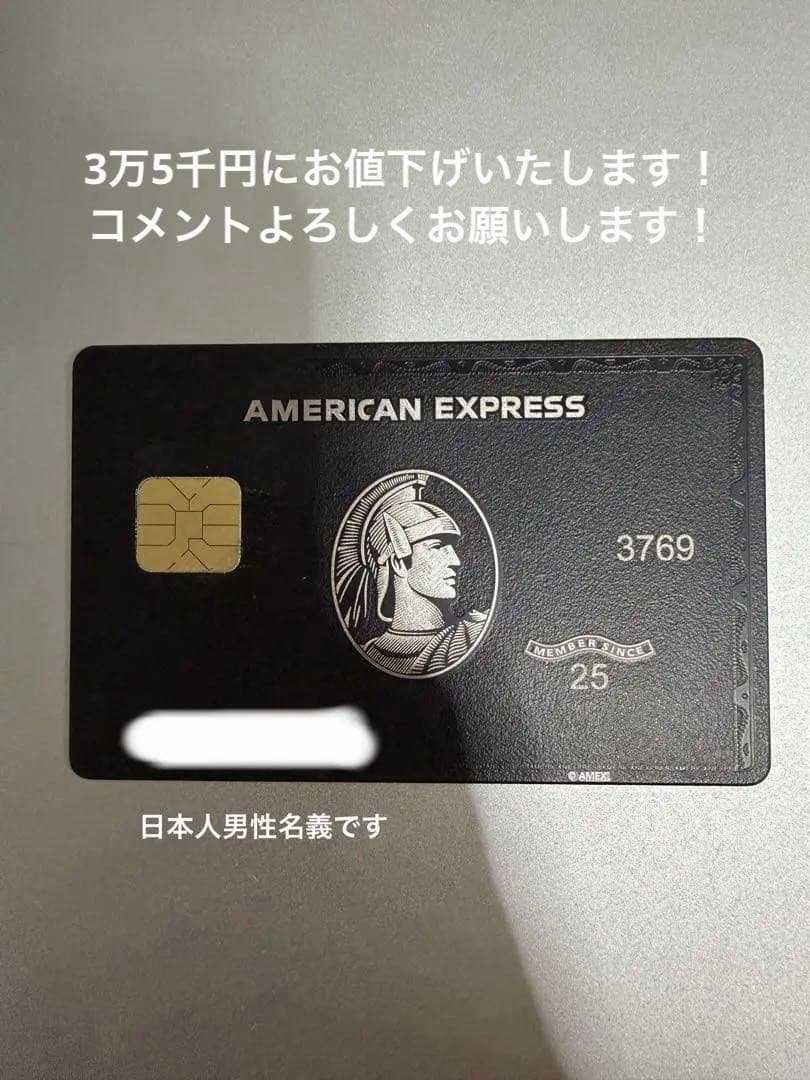 3万5千円にお値下げいたします！
コメントよろしくお願いします！
AMERICAN EXPRESS
3769
MEMBER SINCE
25
© AMEX
日本人男性名義です